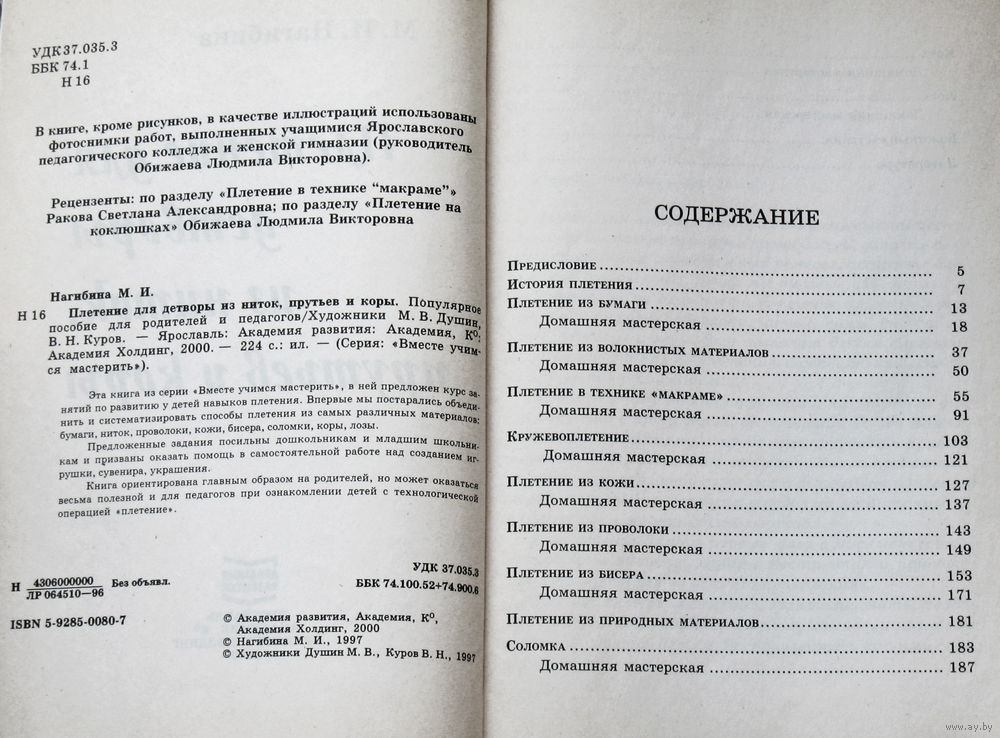 УДК 37.035.3
ББК 74.1
Н 16
В книге, кроме рисунков, в качестве иллюстраций использованы
фотоснимки работ, выполненных учащимися Ярославского
педагогического колледжа и женской гимназии (руководитель
Обижаева Людмила Викторовна).
Рецензенты: по разделу «Плетение в технике “макраме”»
Ракова Светлана Александровна; по разделу «Плетение на
коклюшках» Обижаева Людмила Викторовна
Нагибина М. И.
Н 16 Плетение для детворы из ниток, прутьев и коры. Популярное
пособие для родителей и педагогов/Художники М. В. Душин,
В. Н. Куров. — Ярославль: Академия развития: Академия, Кº:
Академия Холдинг, 2000. — 224 с.: ил. — (Серия: «Вместе учим-
ся мастерить»).
Эта книга из серии «Вместе учимся мастерить», в ней предложен курс за-
нятий по развитию у детей навыков плетения. Впервые мы постарались объеди-
нить и систематизировать способы плетения из самых различных материалов:
бумаги, ниток, проволоки, кожи, бисера, соломки, коры, лозы.
Предложенные задания посильны дошкольникам и младшим школьни-
кам и призваны оказать помощь в самостоятельной работе над созданием иг-
рушки, сувенира, украшения.
Книга ориентирована главным образом на родителей, но может оказаться
весьма полезной и для педагогов при ознакомлении детей с технологической
операцией «плетение».
УДК 37.035.3
ББК 74.100.52+74.900.6
Н 4306000000 Без объявл.
ЛР 064510—96
ISBN 5-9285-0080-7
© Академия развития, Академия, Кº,
Академия Холдинг, 2000
© Нагибина М. И., 1997
© Художники Душин М. В., Куров В. Н., 1997
СОДЕРЖАНИЕ
Предисловие ........ 5
История плетения ........ 7
Плетение из бумаги ........ 13
Домашняя мастерская ........ 18
Плетение из волокнистых материалов ........ 37
Домашняя мастерская ........ 50
Плетение в технике «макраме» ........ 55
Домашняя мастерская ........ 91
Кружевоплетение ........ 103
Домашняя мастерская ........ 121
Плетение из кожи ........ 127
Домашняя мастерская ........ 137
Плетение из проволоки ........ 143
Домашняя мастерская ........ 149
Плетение из бисера ........ 153
Домашняя мастерская ........ 171
Плетение из природных материалов ........ 181
Соломка ........ 183
Домашняя мастерская ........ 187
www.ay.by